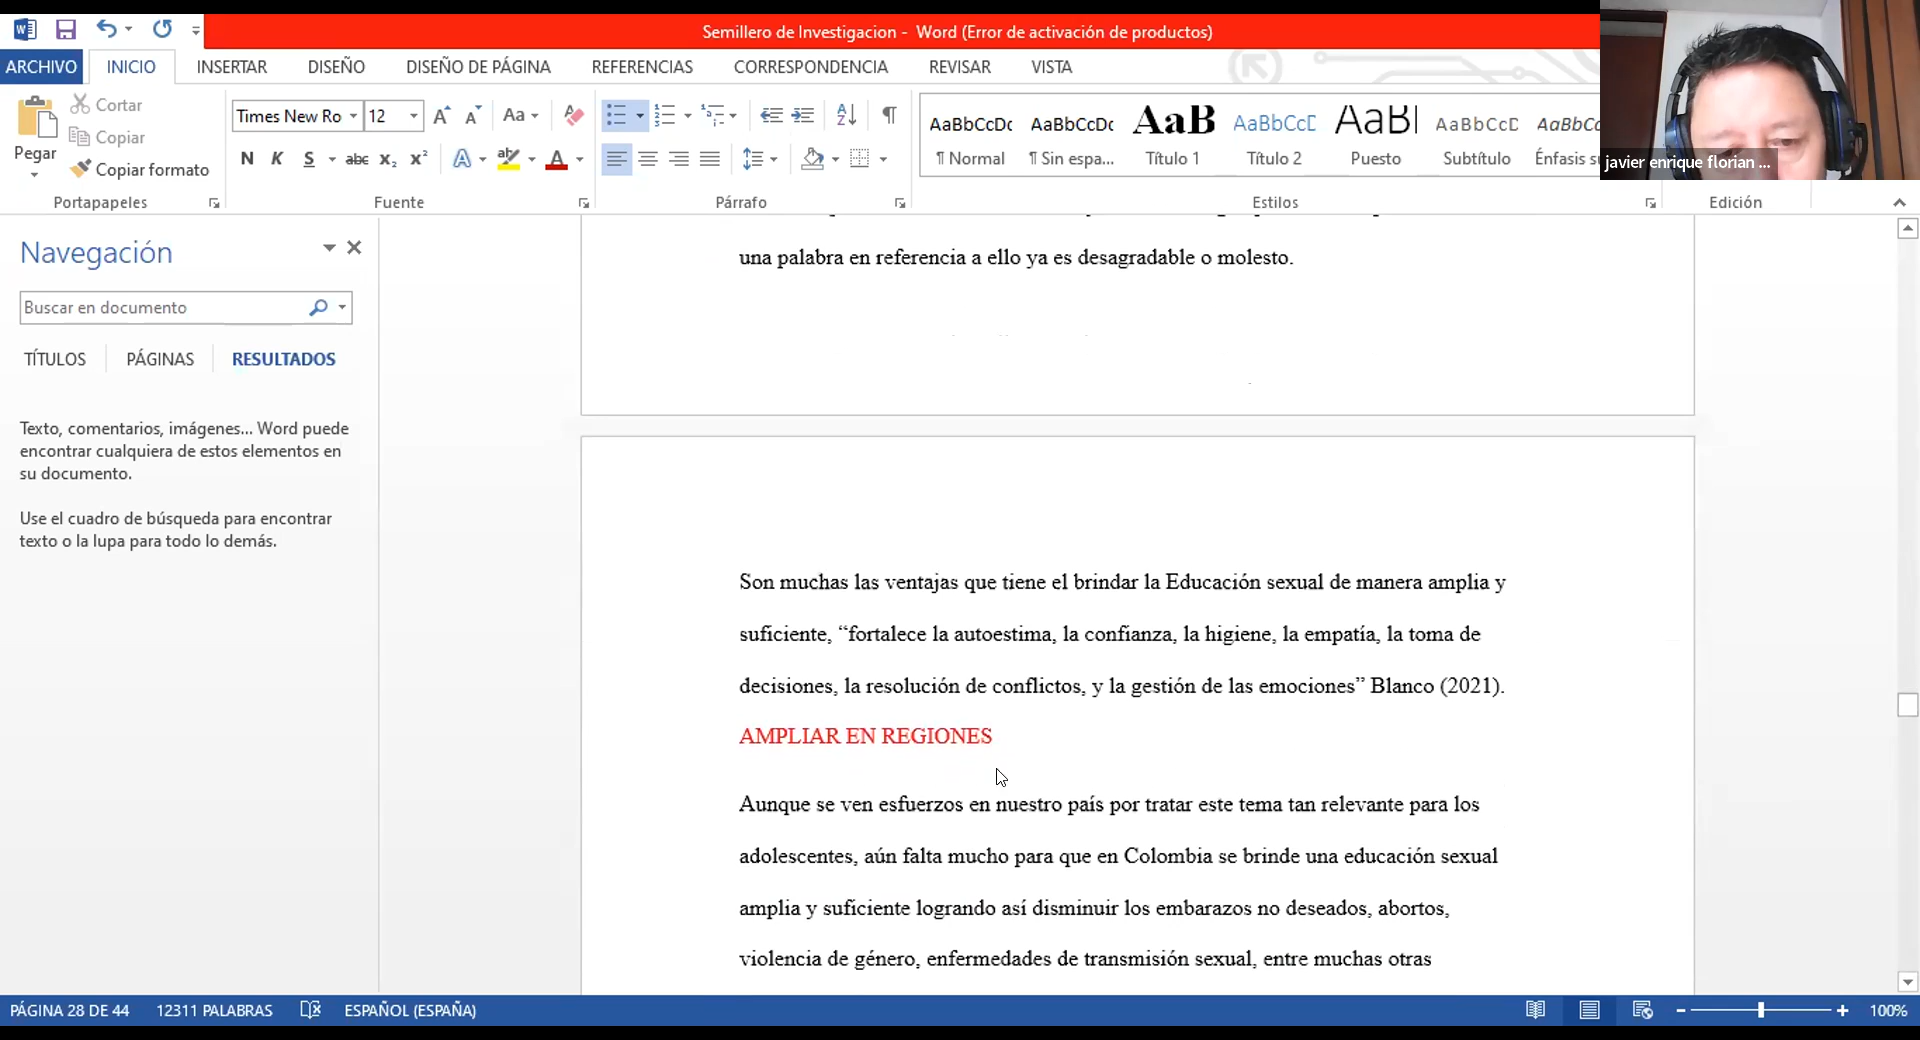 Semillero de Investigacion - Word (Error de activación de productos)
ARCHIVO INICIO INSERTAR DISEÑO DISEÑO DE PÁGINA REFERENCIAS CORRESPONDENCIA REVISAR VISTA
Pegar
Cortar
Copiar
Copiar formato
Times New Ro 12
Aa
N K S abc x₂ x²
AaBbCcDc AaBbCcDc AaB AaBbCcD AaB AaBbCcD AaBbCc
¶ Normal ¶ Sin espa... Título 1 Título 2 Puesto Subtítulo Énfasis s
javier enrique florian ...
Portapapeles Fuente Párrafo Estilos Edición
Navegación
Buscar en documento
TÍTULOS PÁGINAS RESULTADOS
Texto, comentarios, imágenes... Word puede
encontrar cualquiera de estos elementos en
su documento.
Use el cuadro de búsqueda para encontrar
texto o la lupa para todo lo demás.
una palabra en referencia a ello ya es desagradable o molesto.
Son muchas las ventajas que tiene el brindar la Educación sexual de manera amplia y
suficiente, “fortalece la autoestima, la confianza, la higiene, la empatía, la toma de
decisiones, la resolución de conflictos, y la gestión de las emociones” Blanco (2021).
AMPLIAR EN REGIONES
Aunque se ven esfuerzos en nuestro país por tratar este tema tan relevante para los
adolescentes, aún falta mucho para que en Colombia se brinde una educación sexual
amplia y suficiente logrando así disminuir los embarazos no deseados, abortos,
violencia de género, enfermedades de transmisión sexual, entre muchas otras
PÁGINA 28 DE 44 12311 PALABRAS ESPAÑOL (ESPAÑA) 100%